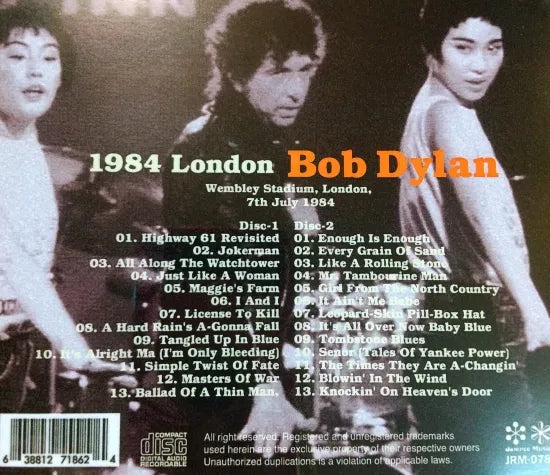 1984 London Bob Dylan
Wembley Stadium, London,
7th July 1984
Disc-1
01. Highway 61 Revisited
02. Jokerman
03. All Along The Watchtower
04. Just Like A Woman
05. Maggie's Farm
06. I And I
07. License To Kill
08. A Hard Rain's A-Gonna Fall
09. Tangled Up In Blue
10. It's Alright Ma (I'm Only Bleeding)
11. Simple Twist Of Fate
12. Masters Of War
13. Ballad Of A Thin Man,
Disc-2
01. Enough Is Enough
02. Every Grain Of Sand
03. Like A Rolling Stone
04. Mr. Tambourine Man
05. Girl From The North Country
06. It Ain't Me Babe
07. Leopard-Skin Pill-Box Hat
08. It's All Over Now Baby Blue
09. Tombstone Blues
10. Senor (Tales Of Yankee Power)
11. The Times They Are A-Changin'
12. Blowin' In The Wind
13. Knockin' On Heaven's Door
6 38812 71862 4
COMPACT
disc
DIGITAL AUDIO
RECORDABLE
All right reserved. Registered and unregistered trademarks
used herein are the exclusive property of their respective owners
Unauthorized duplications is a violation of applicable laws.
JRM-078